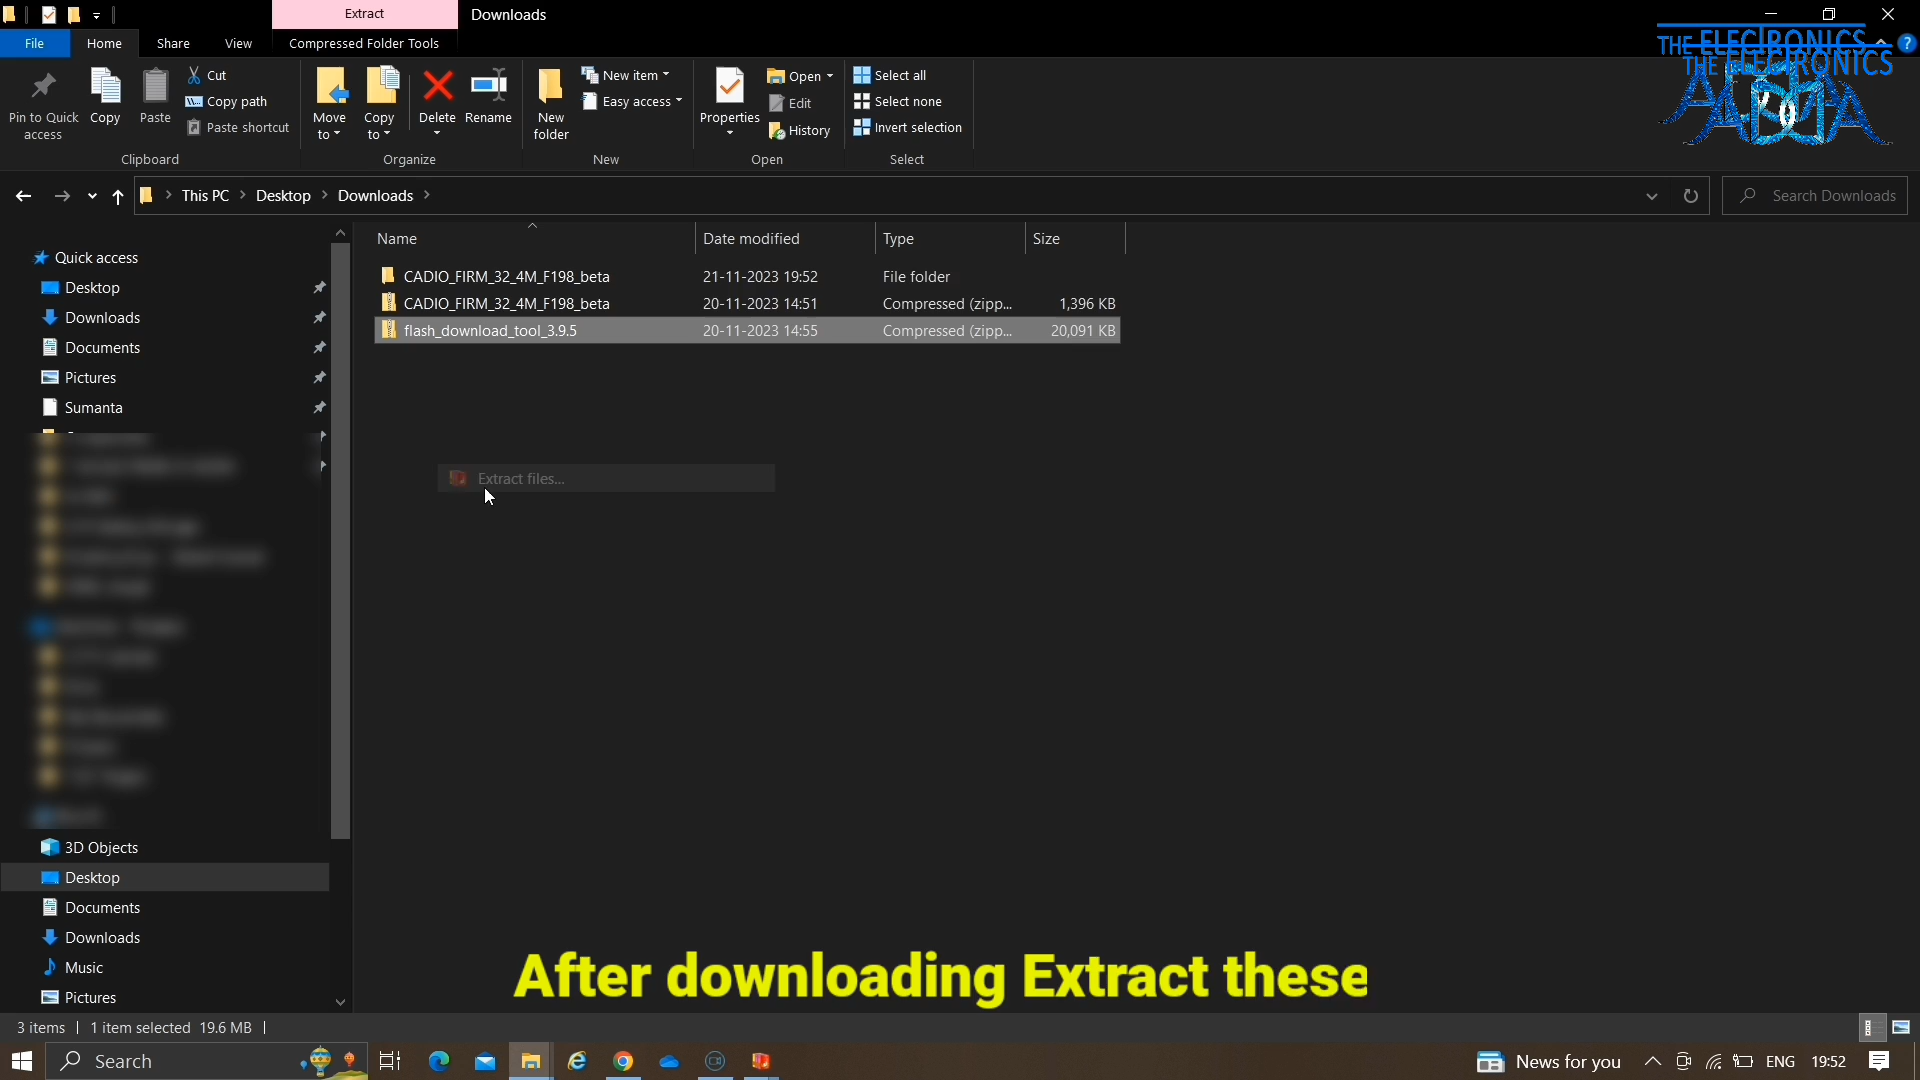 Extract
Downloads
File
Home
Share
View
Compressed Folder Tools
THE ELECTRONICS
THE ELECTRONICS
Pin to Quick
access
Copy
Paste
Cut
Copy path
Paste shortcut
Clipboard
Move
to
Copy
to
Delete
Rename
Organize
New
folder
New item
Easy access
New
Properties
Open
Edit
History
Open
Select all
Select none
Invert selection
Select
This PC > Desktop > Downloads >
Search Downloads
Name Date modified Type Size
CADIO_FIRM_32_4M_F198_beta 21-11-2023 19:52 File folder
CADIO_FIRM_32_4M_F198_beta 20-11-2023 14:51 Compressed (zipp... 1,396 KB
flash_download_tool_3.9.5 20-11-2023 14:55 Compressed (zipp... 20,091 KB
Quick access
Desktop
Downloads
Documents
Pictures
Sumanta
3D Objects
Desktop
Documents
Downloads
Music
Pictures
Extract files...
After downloading Extract these
3 items 1 item selected 19.6 MB
Search
News for you
ENG
19:52